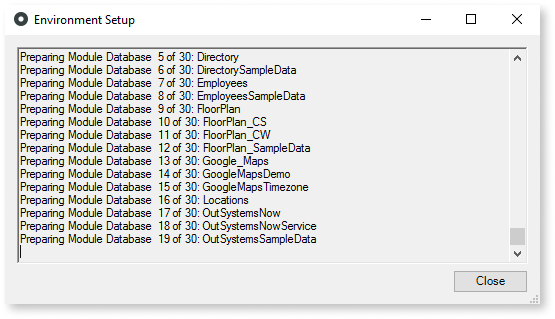 Environment Setup
Preparing Module Database  5 of 30: Directory
Preparing Module Database  6 of 30: DirectorySampleData
Preparing Module Database  7 of 30: Employees
Preparing Module Database  8 of 30: EmployeesSampleData
Preparing Module Database  9 of 30: FloorPlan
Preparing Module Database  10 of 30: FloorPlan_CS
Preparing Module Database  11 of 30: FloorPlan_CW
Preparing Module Database  12 of 30: FloorPlan_SampleData
Preparing Module Database  13 of 30: Google_Maps
Preparing Module Database  14 of 30: GoogleMapsDemo
Preparing Module Database  15 of 30: GoogleMapsTimezone
Preparing Module Database  16 of 30: Locations
Preparing Module Database  17 of 30: OutSystemsNow
Preparing Module Database  18 of 30: OutSystemsNowService
Preparing Module Database  19 of 30: OutSystemsSampleData
Close